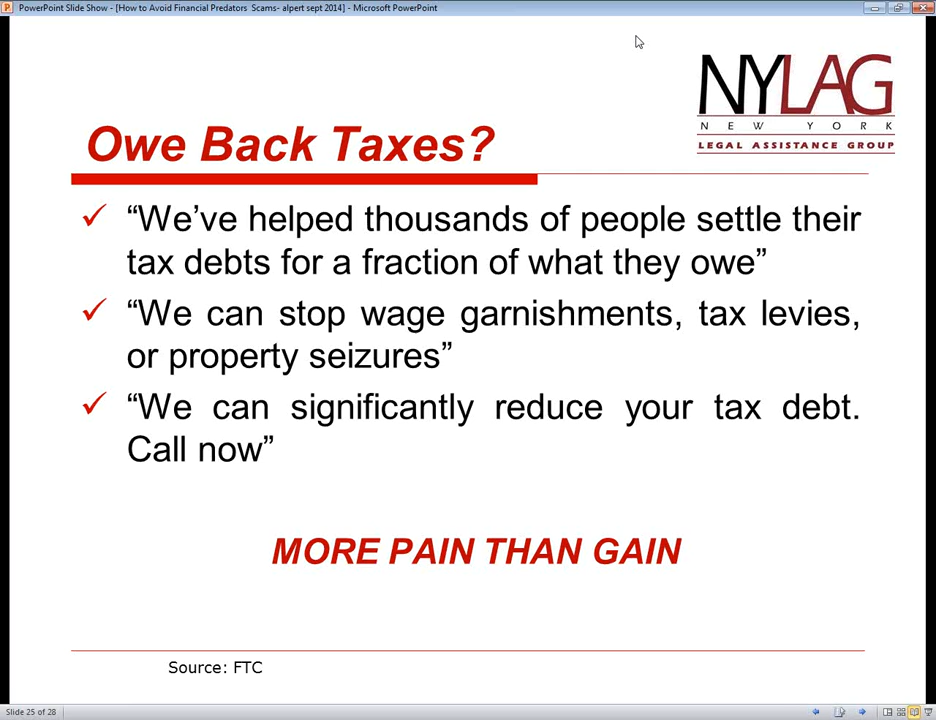 PowerPoint Slide Show - [How to Avoid Financial Predators  Scams- alpert sept 2014] - Microsoft PowerPoint
NYLAG
NEW YORK
LEGAL ASSISTANCE GROUP
Owe Back Taxes?
“We’ve helped thousands of people settle their
tax debts for a fraction of what they owe”
“We can stop wage garnishments, tax levies,
or property seizures”
“We can significantly reduce your tax debt.
Call now”
MORE PAIN THAN GAIN
Source: FTC
Slide 25 of 28